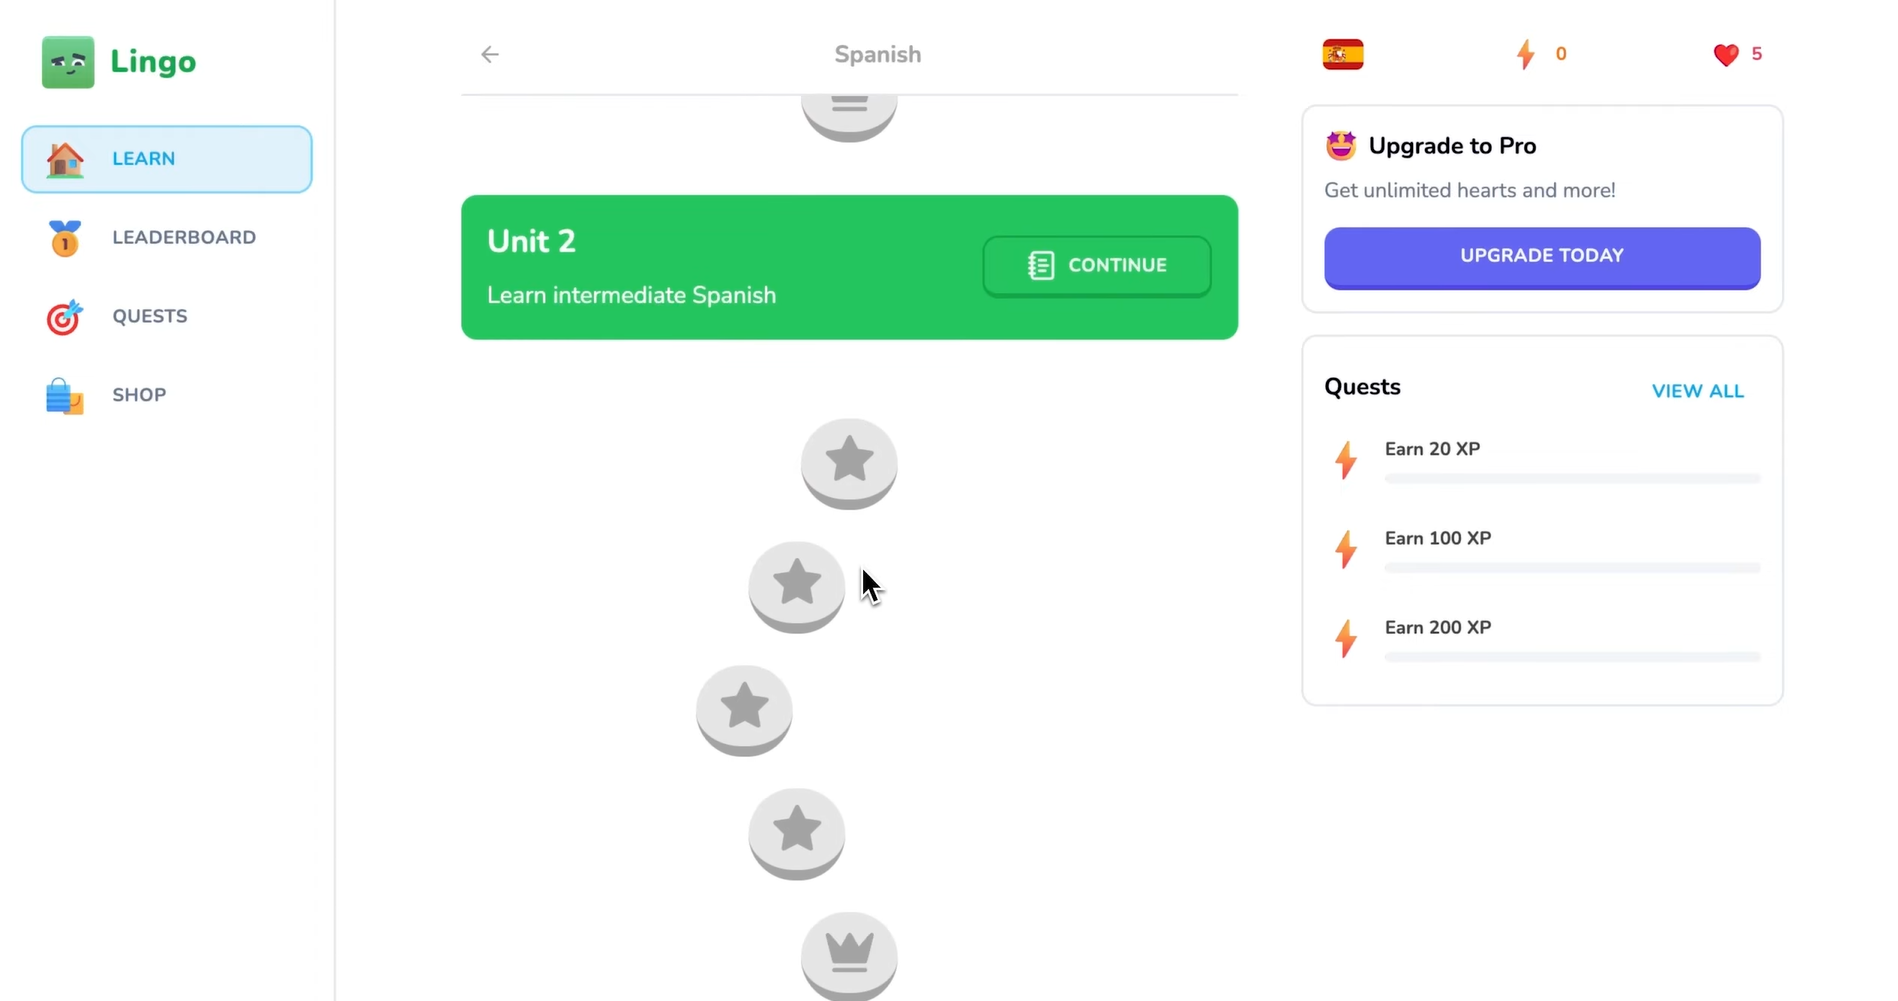 Lingo
LEARN
LEADERBOARD
1
QUESTS
SHOP
Spanish
Unit 2
Learn intermediate Spanish
CONTINUE
0
5
Upgrade to Pro
Get unlimited hearts and more!
UPGRADE TODAY
Quests
VIEW ALL
Earn 20 XP
Earn 100 XP
Earn 200 XP